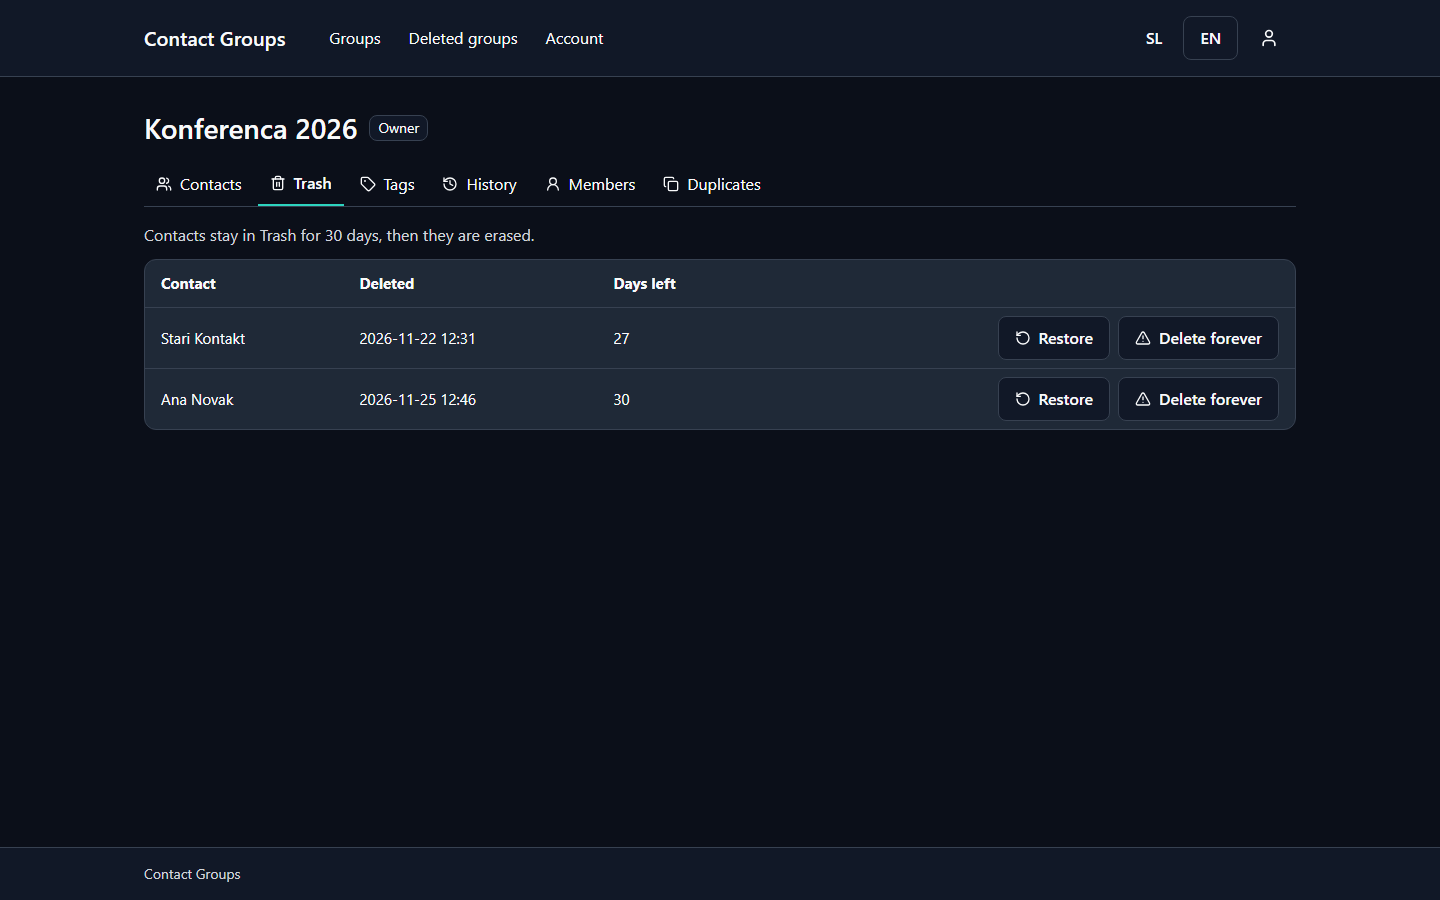 Contact Groups Groups Deleted groups Account SL EN
Konferenca 2026 Owner
Contacts Trash Tags History Members Duplicates
Contacts stay in Trash for 30 days, then they are erased.
Contact Deleted Days left
Stari Kontakt 2026-11-22 12:31 27 Restore Delete forever
Ana Novak 2026-11-25 12:46 30 Restore Delete forever
Contact Groups